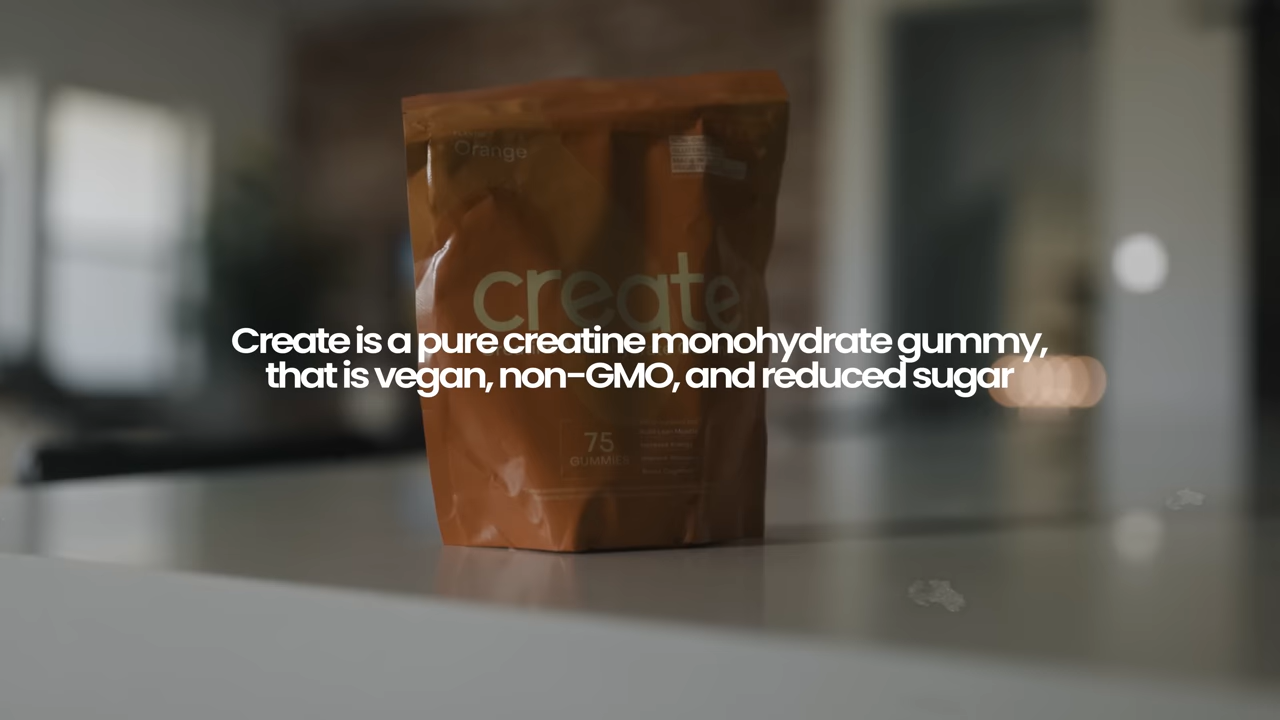 Orange
create
Create is a pure creatine monohydrate gummy,
that is vegan, non-GMO, and reduced sugar
75
GUMMIES